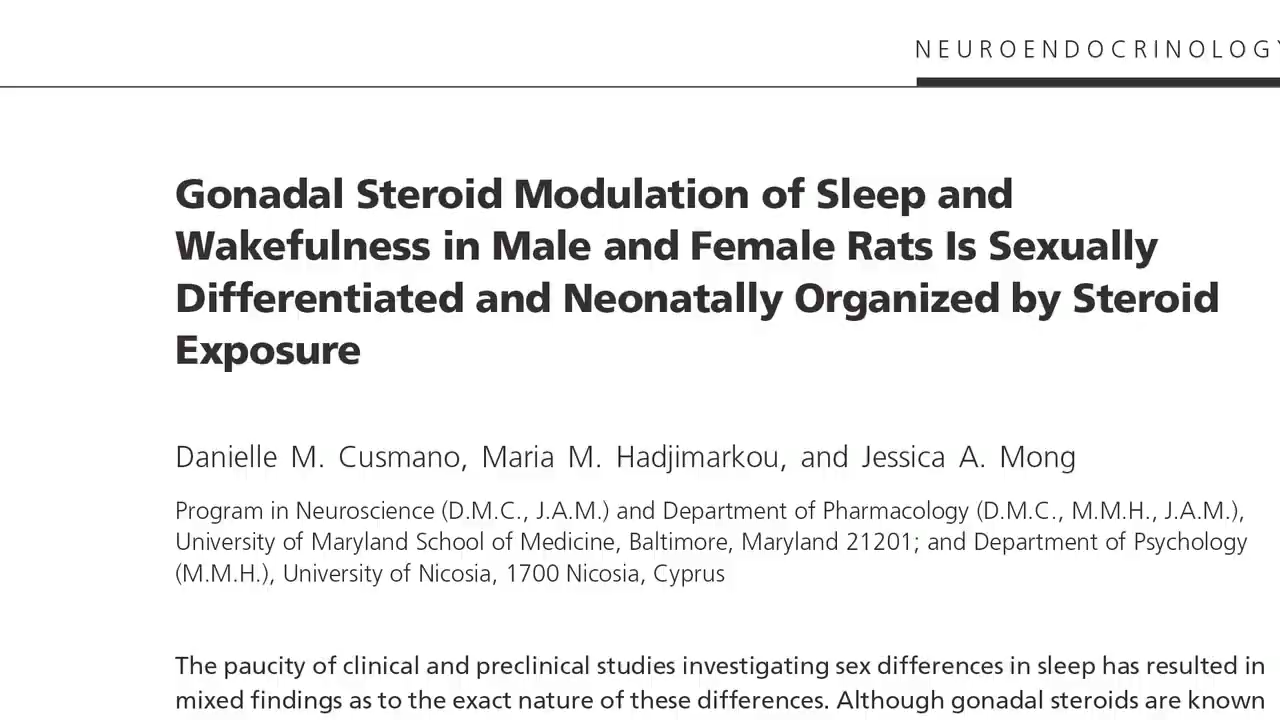 NEUROENDOCRINOLOGY
Gonadal Steroid Modulation of Sleep and
Wakefulness in Male and Female Rats Is Sexually
Differentiated and Neonatally Organized by Steroid
Exposure
Danielle M. Cusmano, Maria M. Hadjimarkou, and Jessica A. Mong
Program in Neuroscience (D.M.C., J.A.M.) and Department of Pharmacology (D.M.C., M.M.H., J.A.M.),
University of Maryland School of Medicine, Baltimore, Maryland 21201; and Department of Psychology
(M.M.H.), University of Nicosia, 1700 Nicosia, Cyprus
The paucity of clinical and preclinical studies investigating sex differences in sleep has resulted in
mixed findings as to the exact nature of these differences. Although gonadal steroids are known